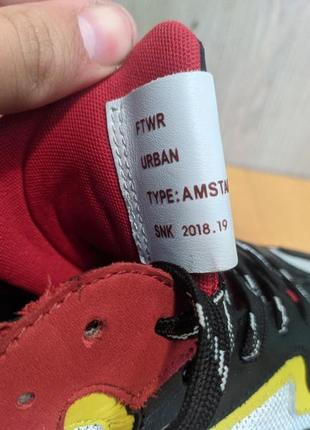 FTWR
URBAN
TYPE:AMSTA
SNK 2018.19